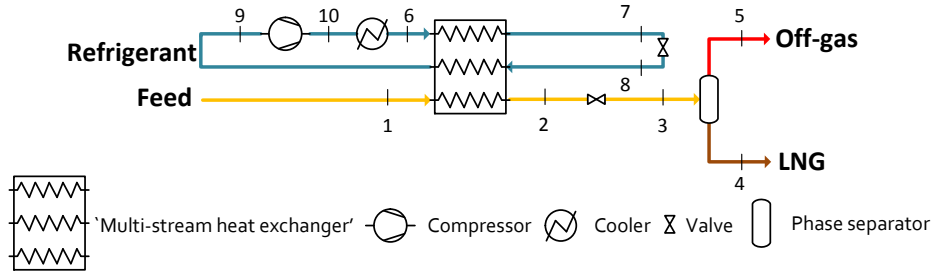 9 10 6 7 5
Off-gas
Refrigerant
Feed
8
1 2 3
LNG
4
‘Multi-stream heat exchanger’ Compressor Cooler Valve Phase separator